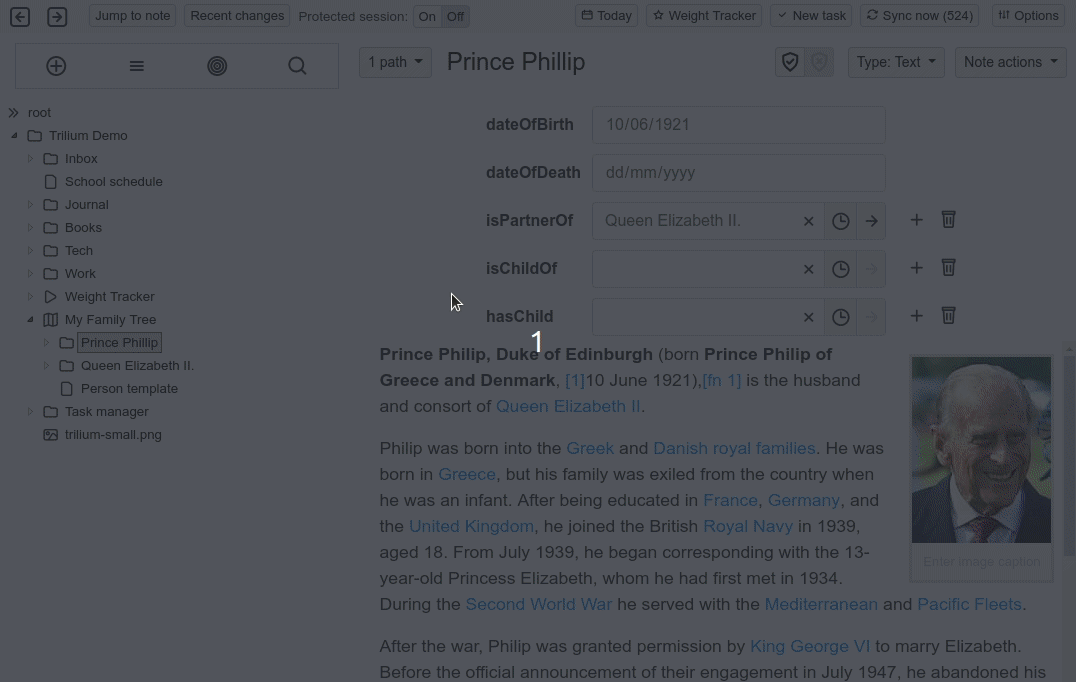 Jump to note Recent changes Protected session: On Off Today Weight Tracker New task Sync now (524) Options
1 path Prince Phillip Type: Text Note actions
root
Trilium Demo
Inbox
School schedule
Journal
Books
Tech
Work
Weight Tracker
My Family Tree
Prince Phillip
Queen Elizabeth II.
Person template
Task manager
trilium-small.png
dateOfBirth 10/06/1921
dateOfDeath dd/mm/yyyy
isPartnerOf Queen Elizabeth II.
isChildOf
hasChild
1
Prince Philip, Duke of Edinburgh (born Prince Philip of
Greece and Denmark, [1]10 June 1921),[fn 1] is the husband
and consort of Queen Elizabeth II.
Philip was born into the Greek and Danish royal families. He was
born in Greece, but his family was exiled from the country when
he was an infant. After being educated in France, Germany, and
the United Kingdom, he joined the British Royal Navy in 1939,
aged 18. From July 1939, he began corresponding with the 13-
year-old Princess Elizabeth, whom he had first met in 1934.
During the Second World War he served with the Mediterranean and Pacific Fleets.
Enter image caption
After the war, Philip was granted permission by King George VI to marry Elizabeth.
Before the official announcement of their engagement in July 1947, he abandoned his